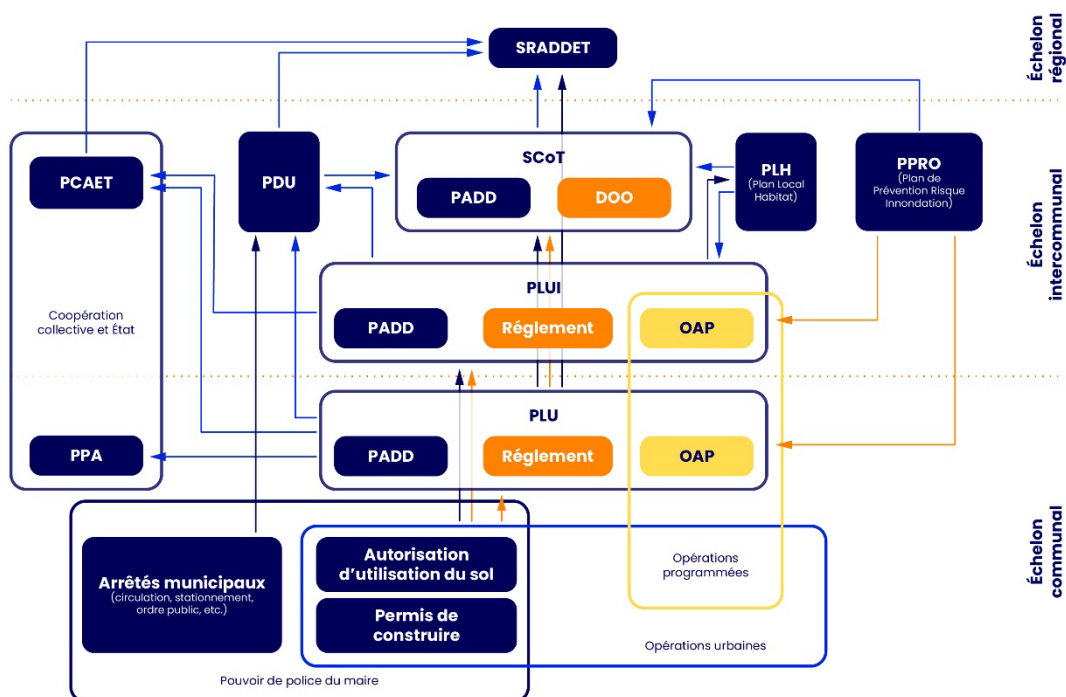 SRADDET
Échelon
régional
PCAET
PDU
SCoT
PADD
DOO
PLH
(Plan Local
Habitat)
PPRO
(Plan de
Prévention Risque
Innondation)
Échelon
intercommunal
Coopération
collective et État
PLUI
PADD
Réglement
OAP
PLU
PADD
Réglement
OAP
PPA
Arrêtés municipaux
(circulation, stationnement,
ordre public, etc.)
Autorisation
d’utilisation du sol
Permis de
construire
Opérations
programmées
Opérations urbaines
Pouvoir de police du maire
Échelon
communal